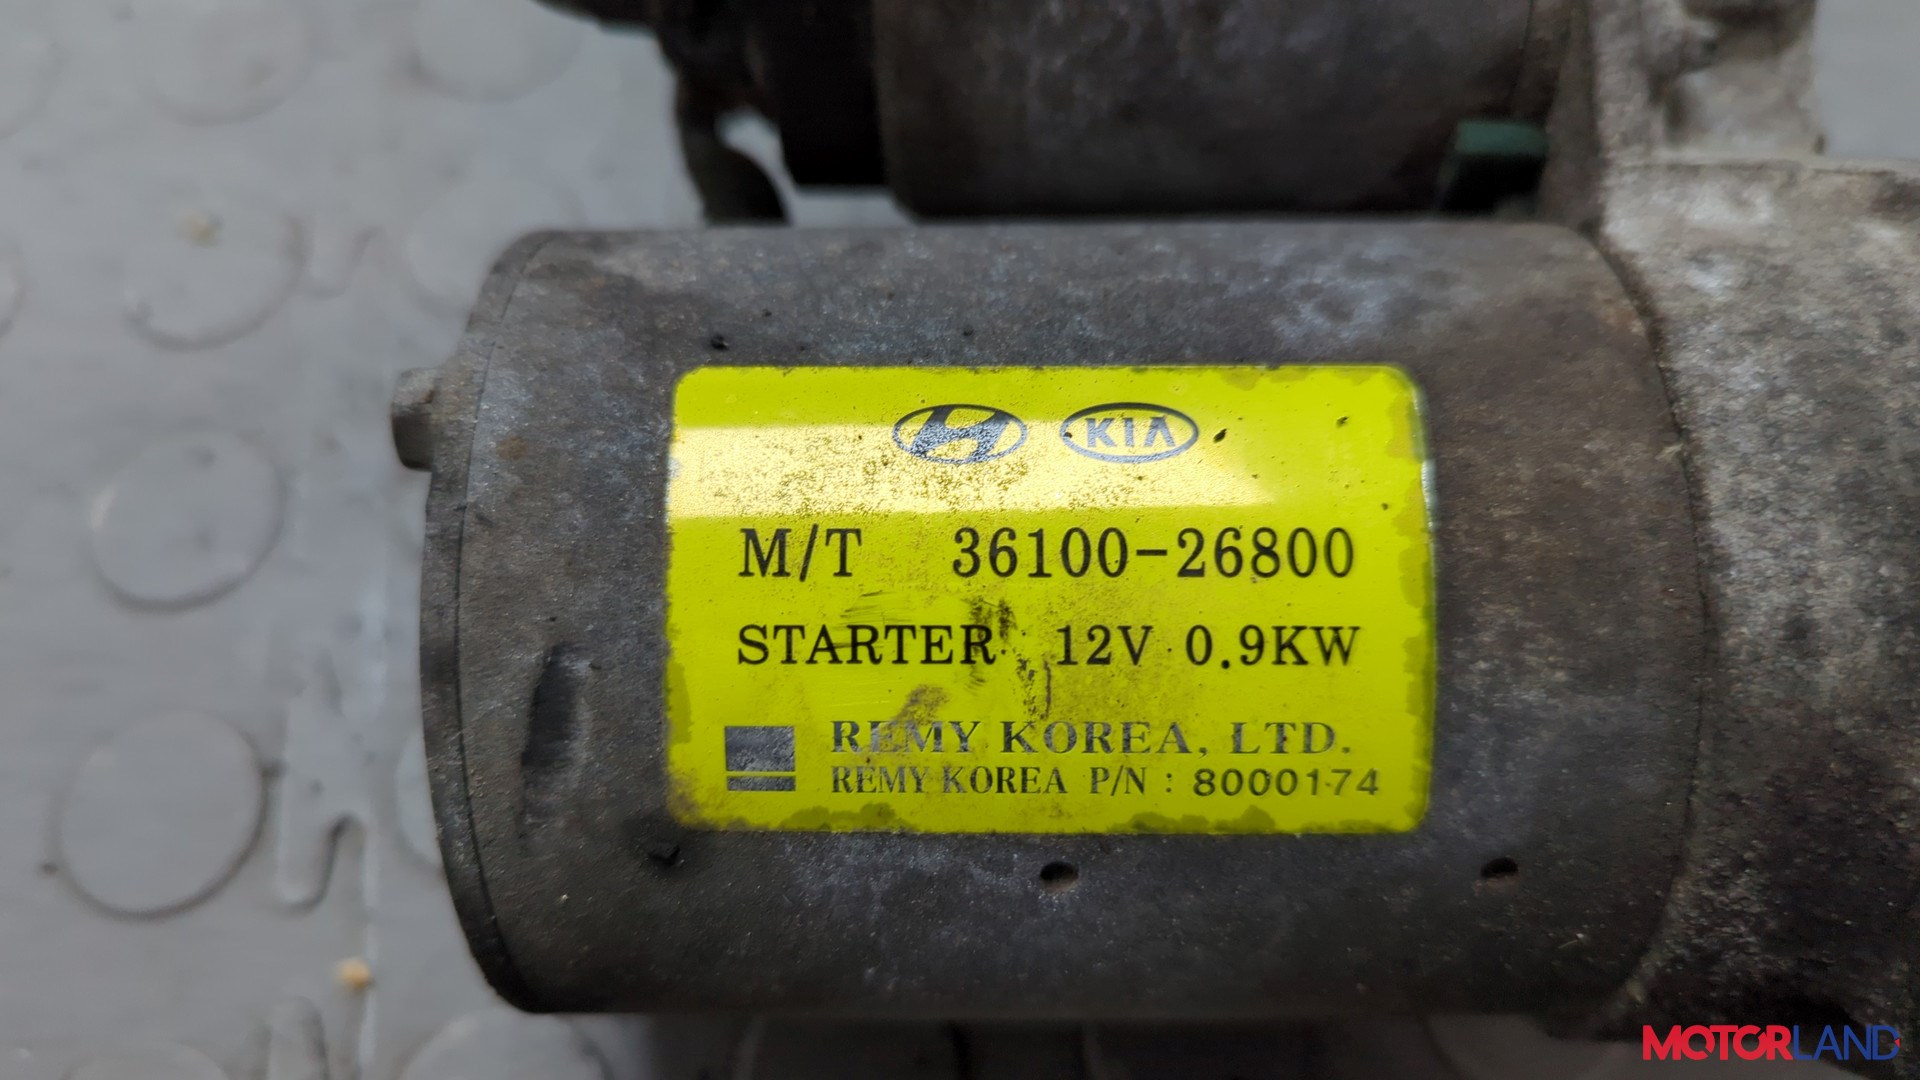 KIA
M/T 36100-26800
STARTER 12V 0.9KW
REMY KOREA, LTD.
REMY KOREA P/N : 8000174
MOTORLAND